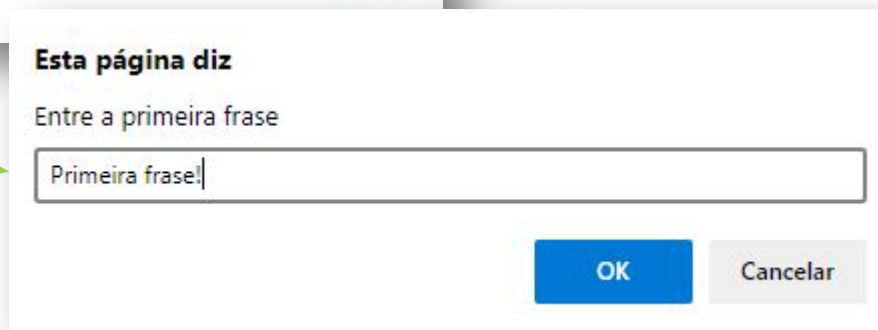 Esta página diz
Entre a primeira frase
Primeira frase!
OK Cancelar